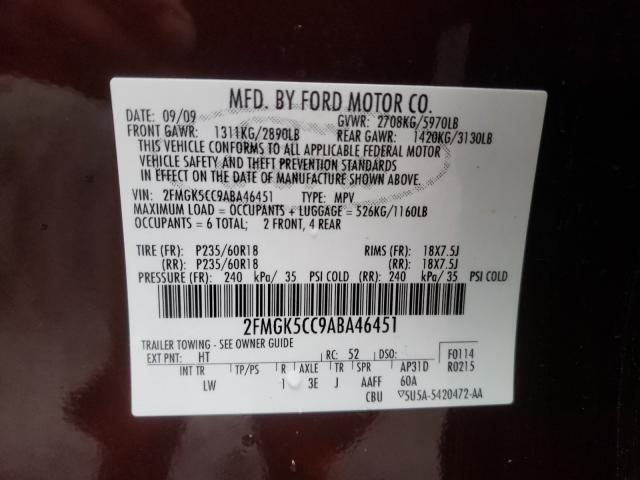 MFD. BY FORD MOTOR CO.
DATE: 09/09 GVWR: 2708KG/5970LB
FRONT GAWR: 1311KG/2890LB REAR GAWR: 1420KG/3130LB
THIS VEHICLE CONFORMS TO ALL APPLICABLE FEDERAL MOTOR
VEHICLE SAFETY AND THEFT PREVENTION STANDARDS
IN EFFECT ON THE DATE OF MANUFACTURE SHOWN ABOVE.
VIN: 2FMGK5CC9ABA46451 TYPE: MPV
MAXIMUM LOAD = OCCUPANTS + LUGGAGE = 526KG/1160LB
OCCUPANTS = 6 TOTAL; 2 FRONT, 4 REAR
TIRE (FR): P235/60R18 RIMS (FR): 18X7.5J
(RR): P235/60R18 (RR): 18X7.5J
PRESSURE (FR): 240 kPa/ 35 PSI COLD (RR): 240 kPa/ 35 PSI COLD
2FMGK5CC9ABA46451
TRAILER TOWING - SEE OWNER GUIDE
EXT PNT: HT RC: 52 DSO: F0114
INT TR TP/PS R AXLE TR SPR AP31D R0215
LW 1 3E J AAFF 60A
CBU ▽5U5A-5420472-AA